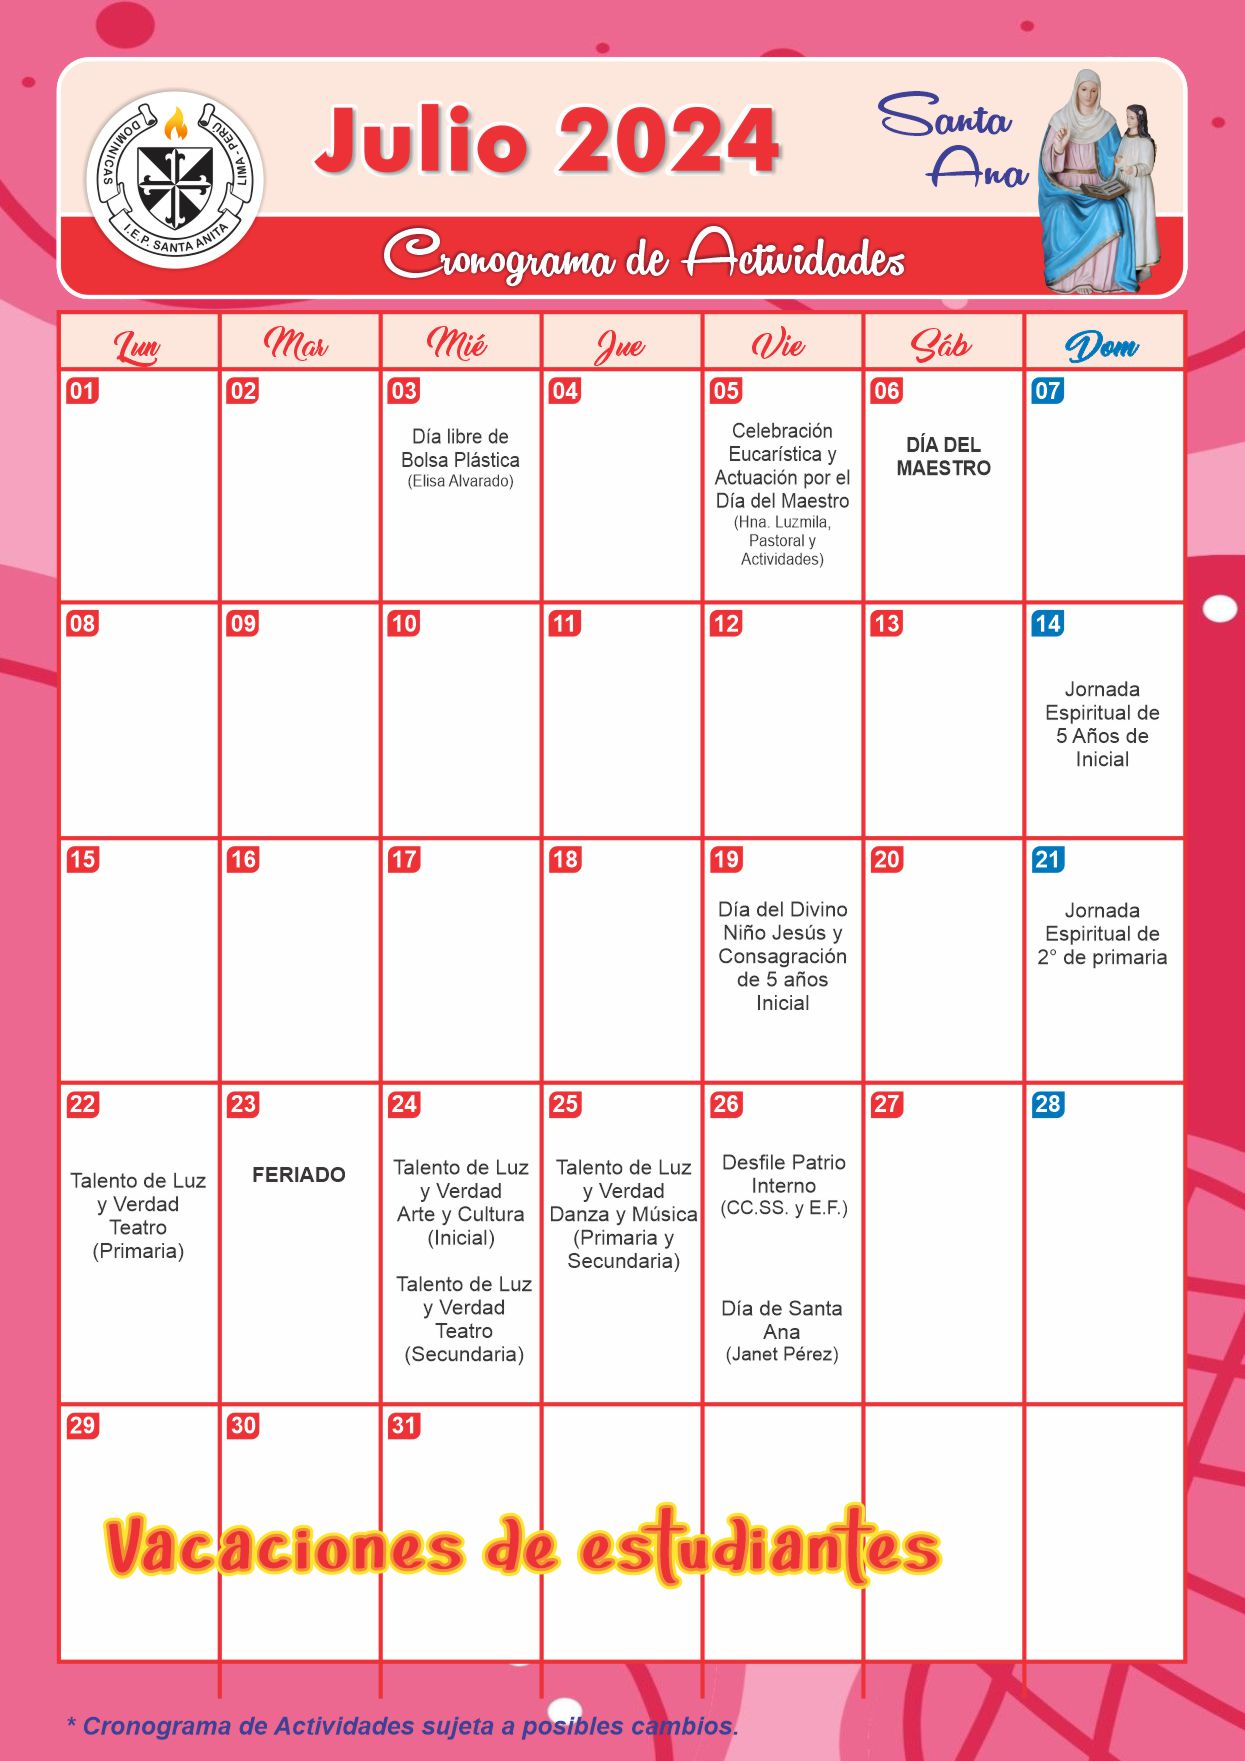 DOMINICAS
LIMA-PERU
I.E.P. SANTA ANITA
Julio 2024
Santa
Ana
Cronograma de Actividades
Lun Mar Mié Jue Vie Sáb Dom
01
02
03
Día libre de
Bolsa Plástica
(Elisa Alvarado)
04
05
Celebración
Eucarística y
Actuación por el
Día del Maestro
(Hna. Luzmila,
Pastoral y
Actividades)
06
DÍA DEL
MAESTRO
07
08
09
10
11
12
13
14
Jornada
Espiritual de
5 Años de
Inicial
15
16
17
18
19
Día del Divino
Niño Jesús y
Consagración
de 5 años
Inicial
20
21
Jornada
Espiritual de
2° de primaria
22
Talento de Luz
y Verdad
Teatro
(Primaria)
23
FERIADO
24
Talento de Luz
y Verdad
Arte y Cultura
(Inicial)
Talento de Luz
y Verdad
Teatro
(Secundaria)
25
Talento de Luz
y Verdad
Danza y Música
(Primaria y
Secundaria)
26
Desfile Patrio
Interno
(CC.SS. y E.F.)
Día de Santa
Ana
(Janet Pérez)
27
28
29
30
31
Vacaciones de estudiantes
* Cronograma de Actividades sujeta a posibles cambios.